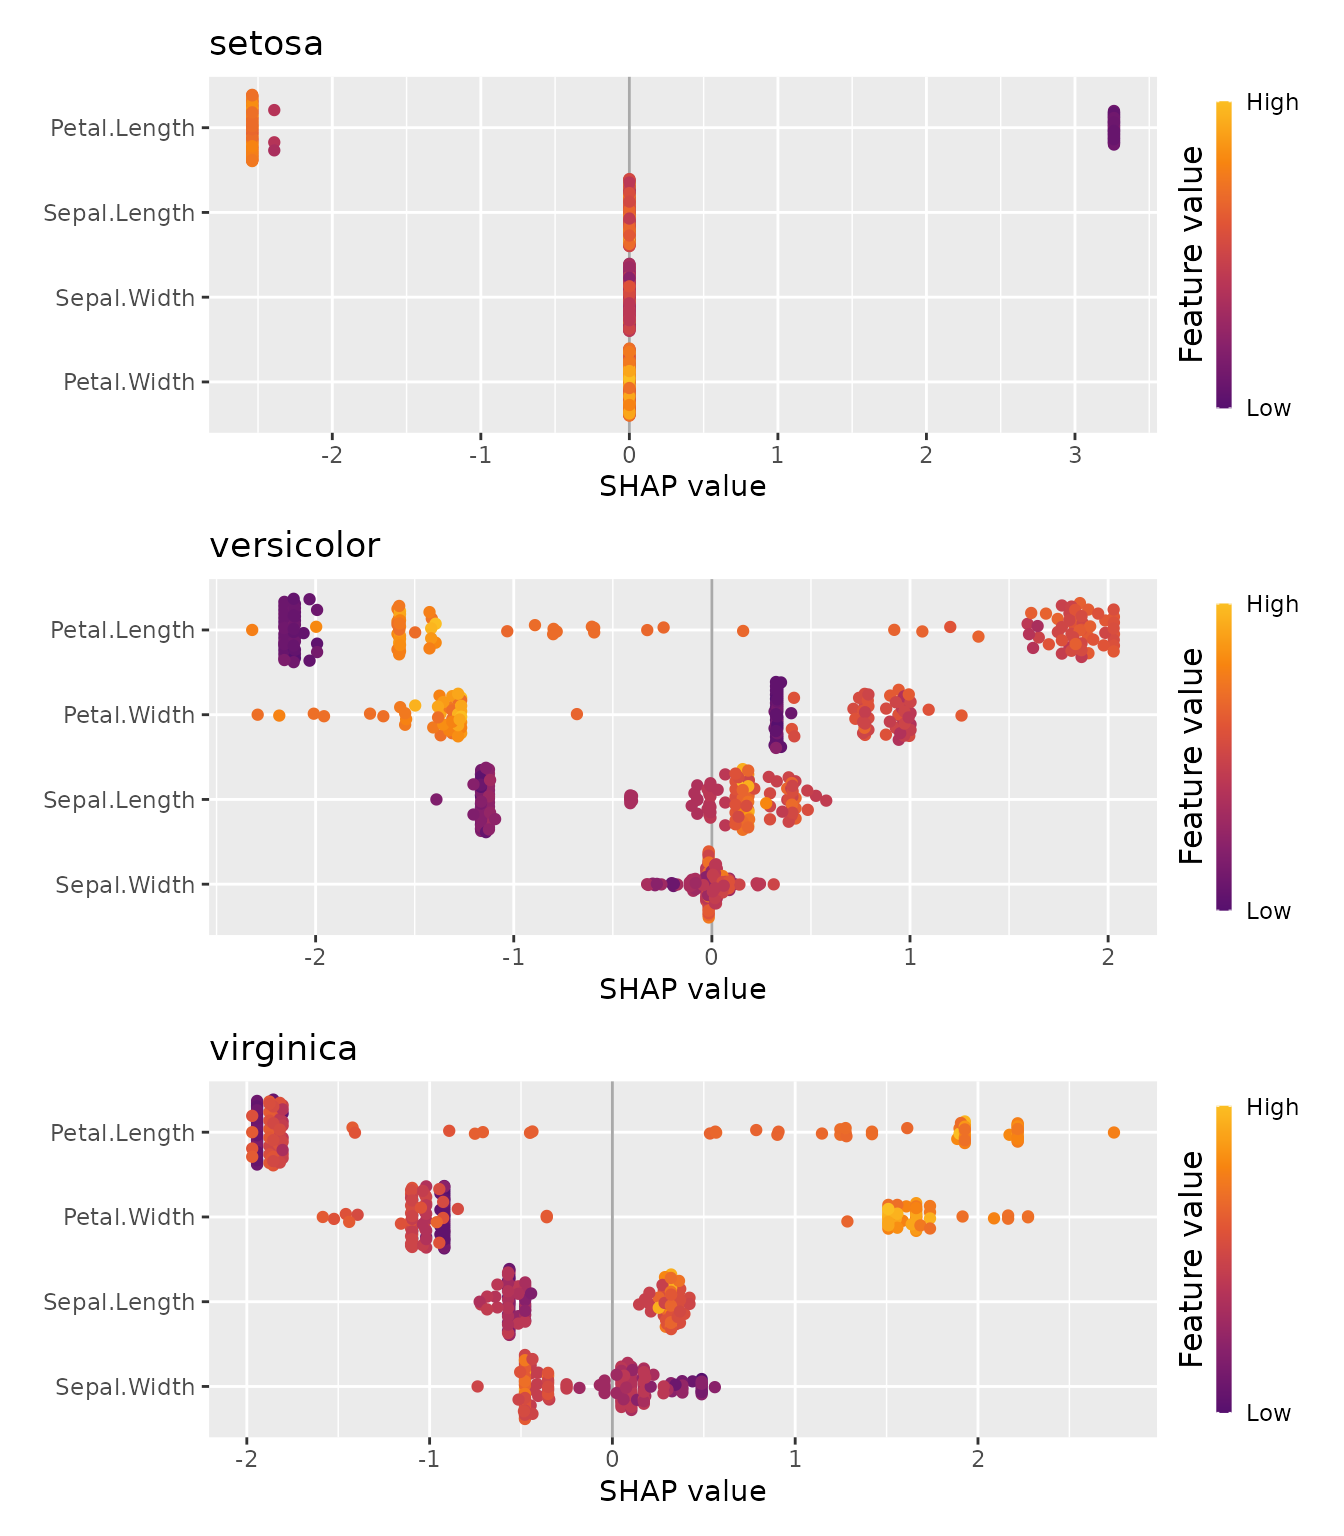 setosa
Petal.Length
Sepal.Length
Sepal.Width
Petal.Width
-2 -1 0 1 2 3
SHAP value
Feature value
High
Low
versicolor
Petal.Length
Petal.Width
Sepal.Length
Sepal.Width
-2 -1 0 1 2
SHAP value
Feature value
High
Low
virginica
Petal.Length
Petal.Width
Sepal.Length
Sepal.Width
-2 -1 0 1 2
SHAP value
Feature value
High
Low